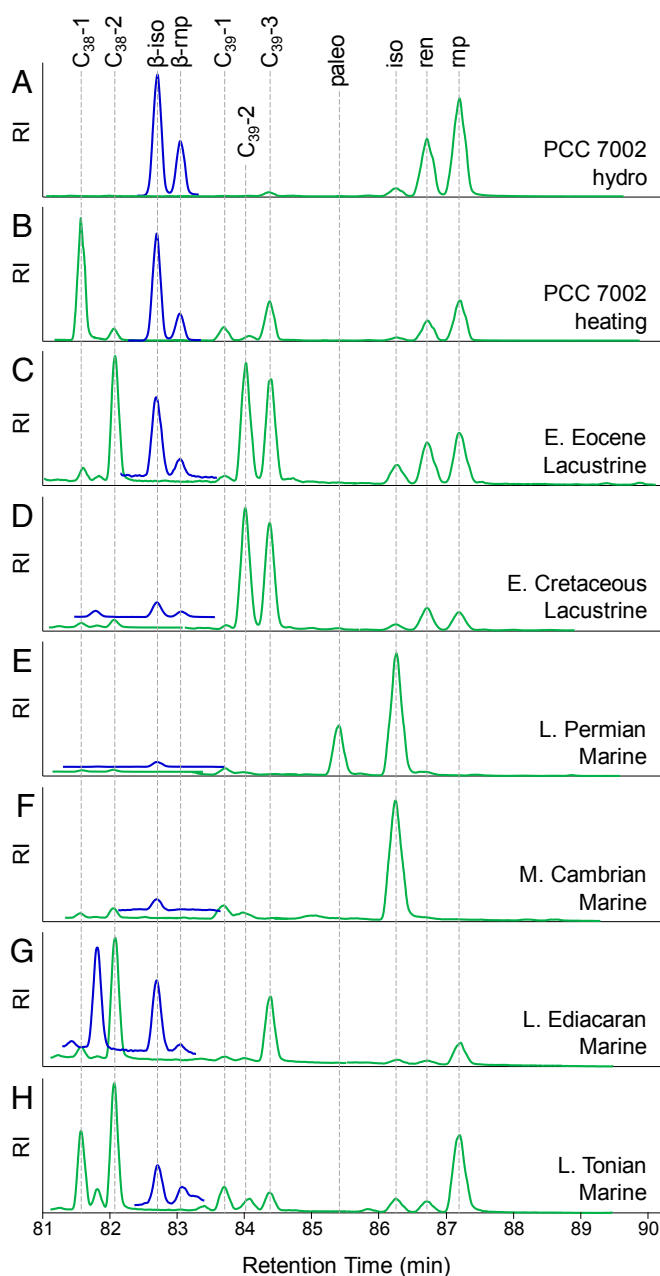 C₃₈-1
C₃₈-2
β-iso
β-rnp
C₃₉-1
C₃₉-2
C₃₉-3
paleo
iso
ren
rnp
A
RI
PCC 7002
hydro
B
RI
PCC 7002
heating
C
RI
E. Eocene
Lacustrine
D
RI
E. Cretaceous
Lacustrine
E
RI
L. Permian
Marine
F
RI
M. Cambrian
Marine
G
RI
L. Ediacaran
Marine
H
RI
L. Tonian
Marine
81 82 83 84 85 86 87 88 89 90
Retention Time (min)